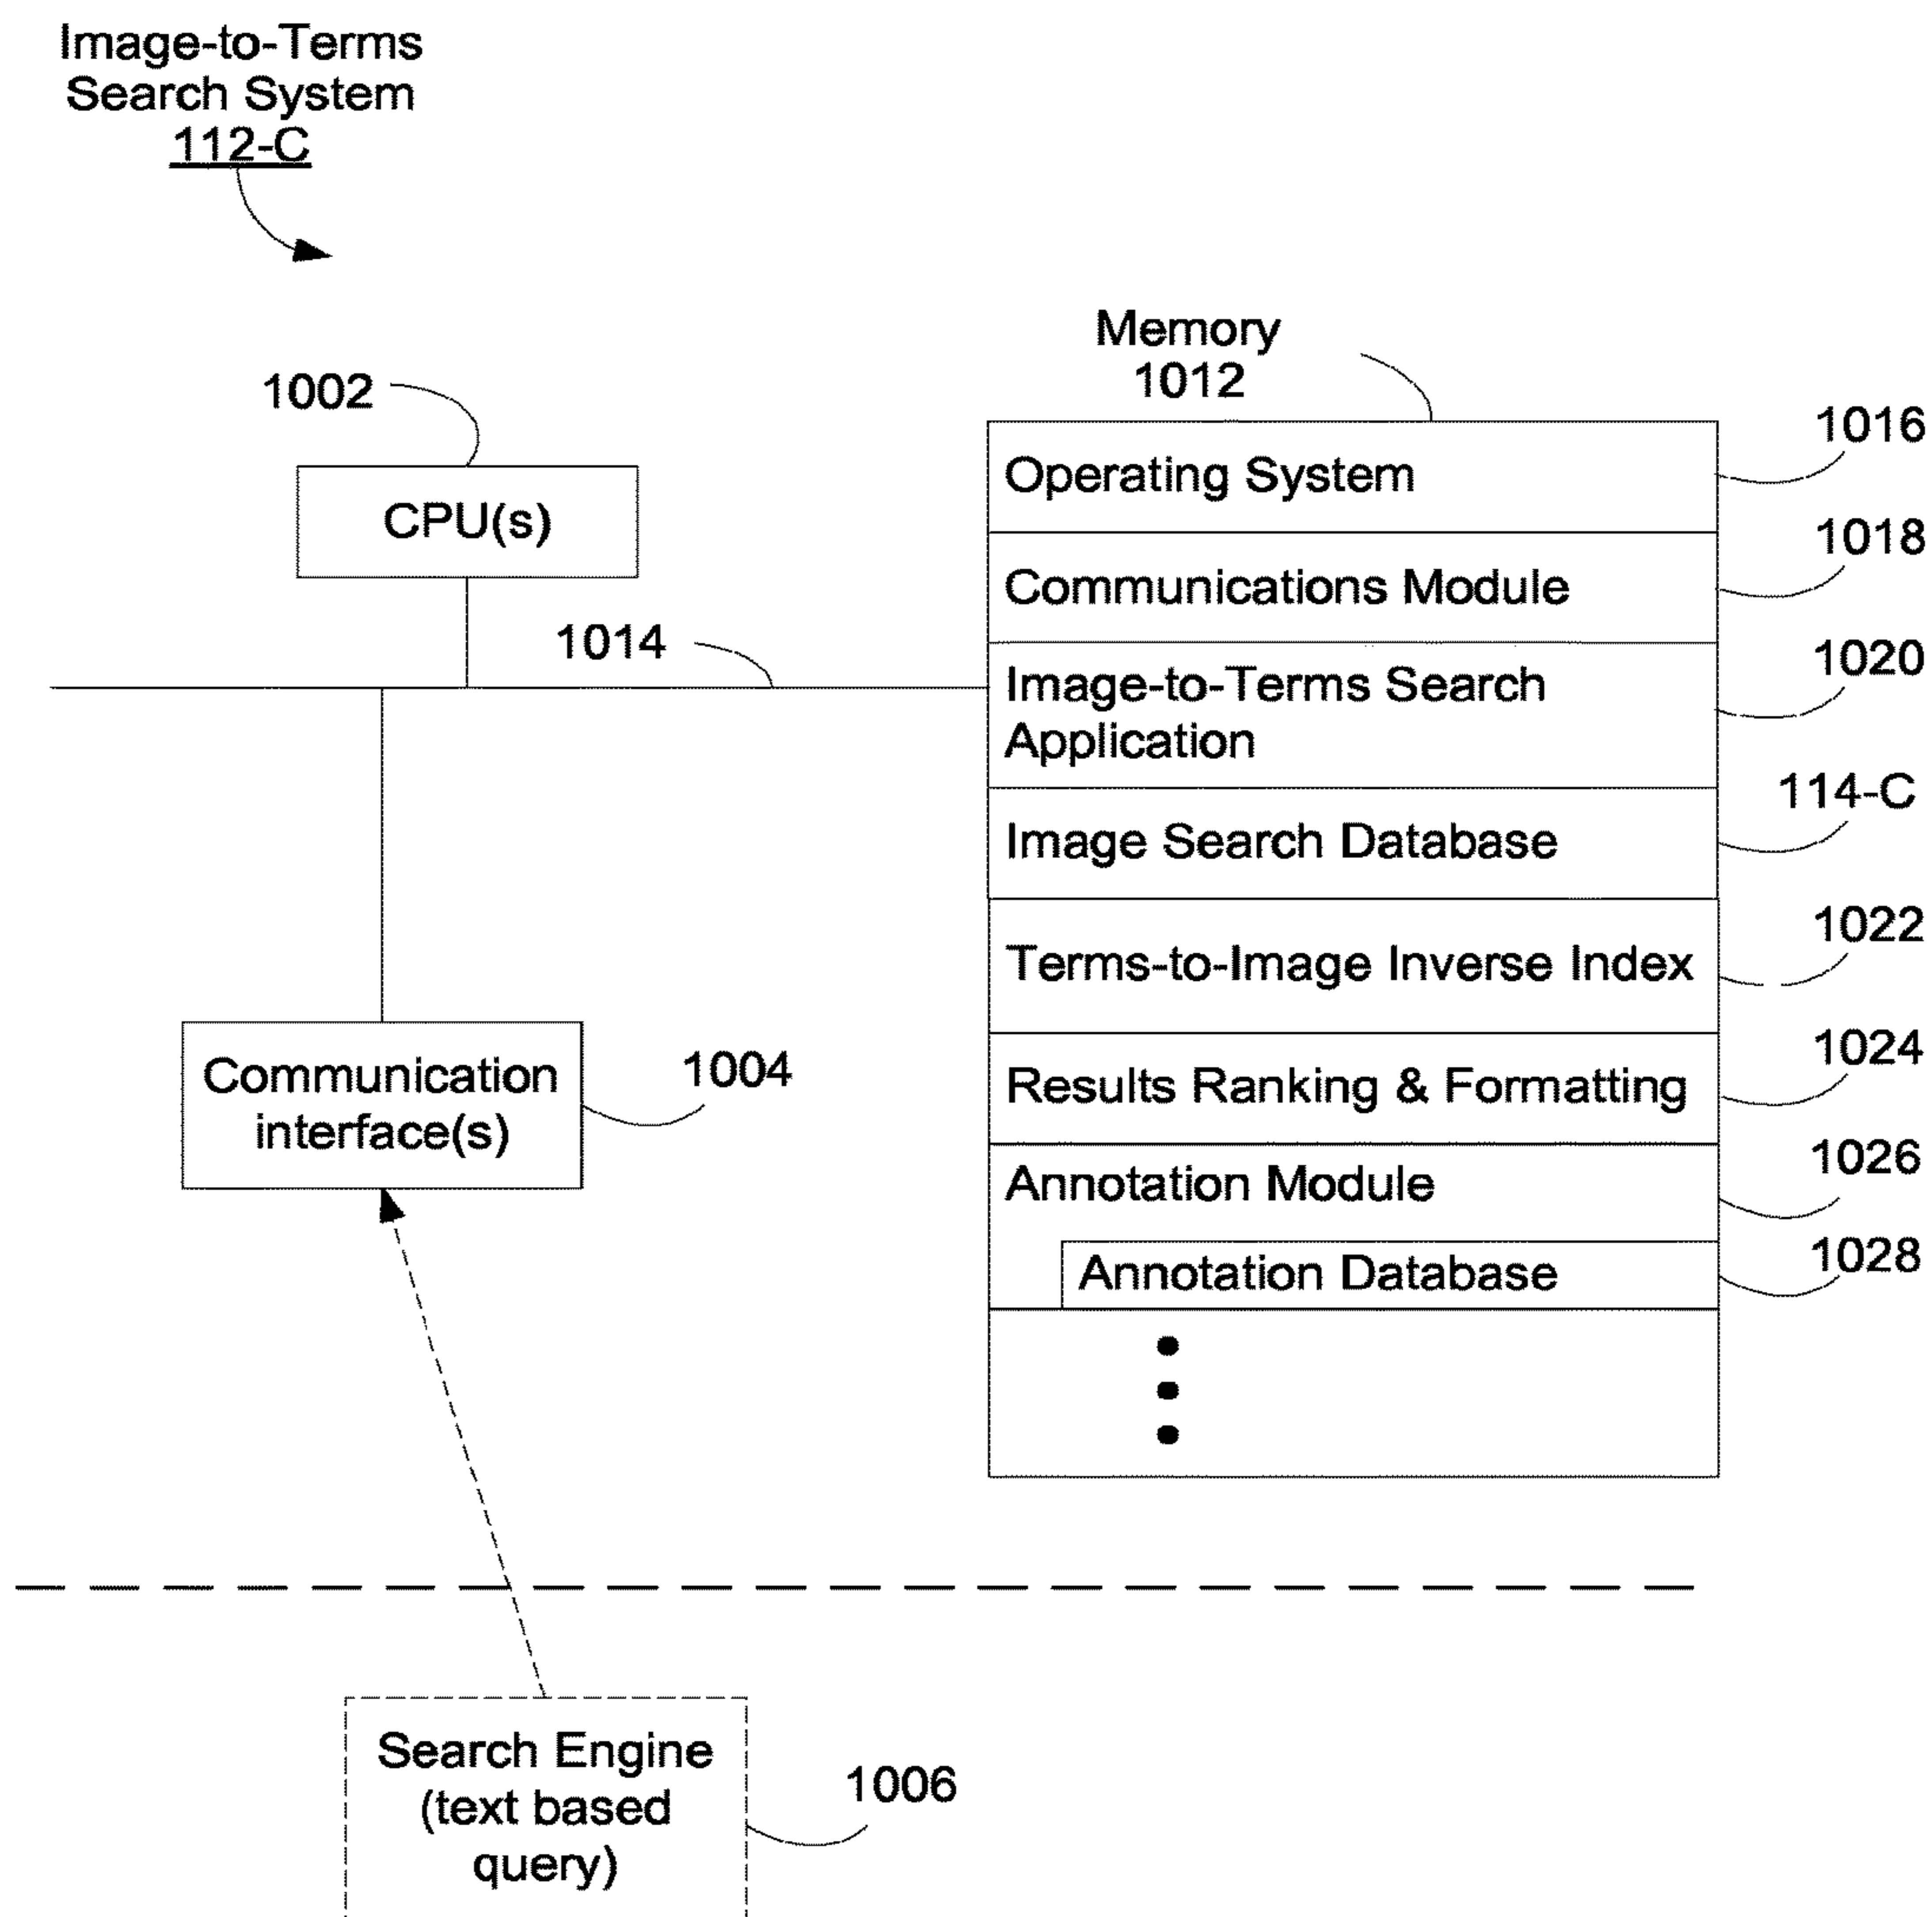 Image-to-Terms
Search System
112-C
Memory
1012
1002
1016
Operating System
CPU(s)
1018
Communications Module
1014
1020
Image-to-Terms Search
Application
114-C
Image Search Database
1022
Terms-to-Image Inverse Index
1024
Communication
interface(s)
1004
Results Ranking & Formatting
1026
Annotation Module
1028
Annotation Database
Search Engine
(text based
query)
1006